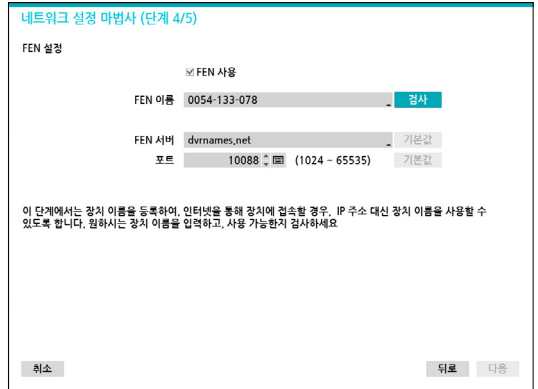 네트워크 설정 마법사 (단계 4/5)
FEN 설정
FEN 사용
FEN 이름 0054-133-078 검사
FEN 서버 dvrnames,net 기본값
포트 10088 (1024 ~ 65535) 기본값
이 단계에서는 장치 이름을 등록하여, 인터넷을 통해 장치에 접속할 경우, IP 주소 대신 장치 이름을 사용할 수
있도록 합니다. 원하시는 장치 이름을 입력하고, 사용 가능한지 검사하세요
취소 뒤로 다음